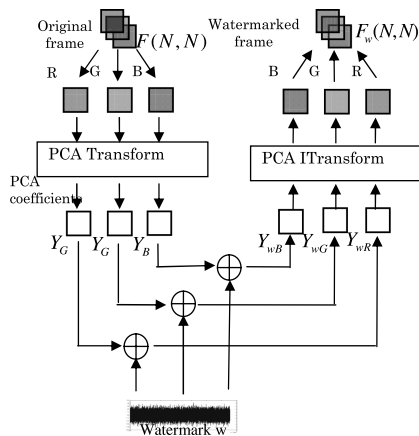 Original
frame
F(N,N)
Watermarked
frame
F_w(N,N)
R G B
B G R
PCA Transform
PCA ITransform
PCA
coefficients
Y_G Y_G Y_B
Y_wB Y_wG Y_wR
Watermark w